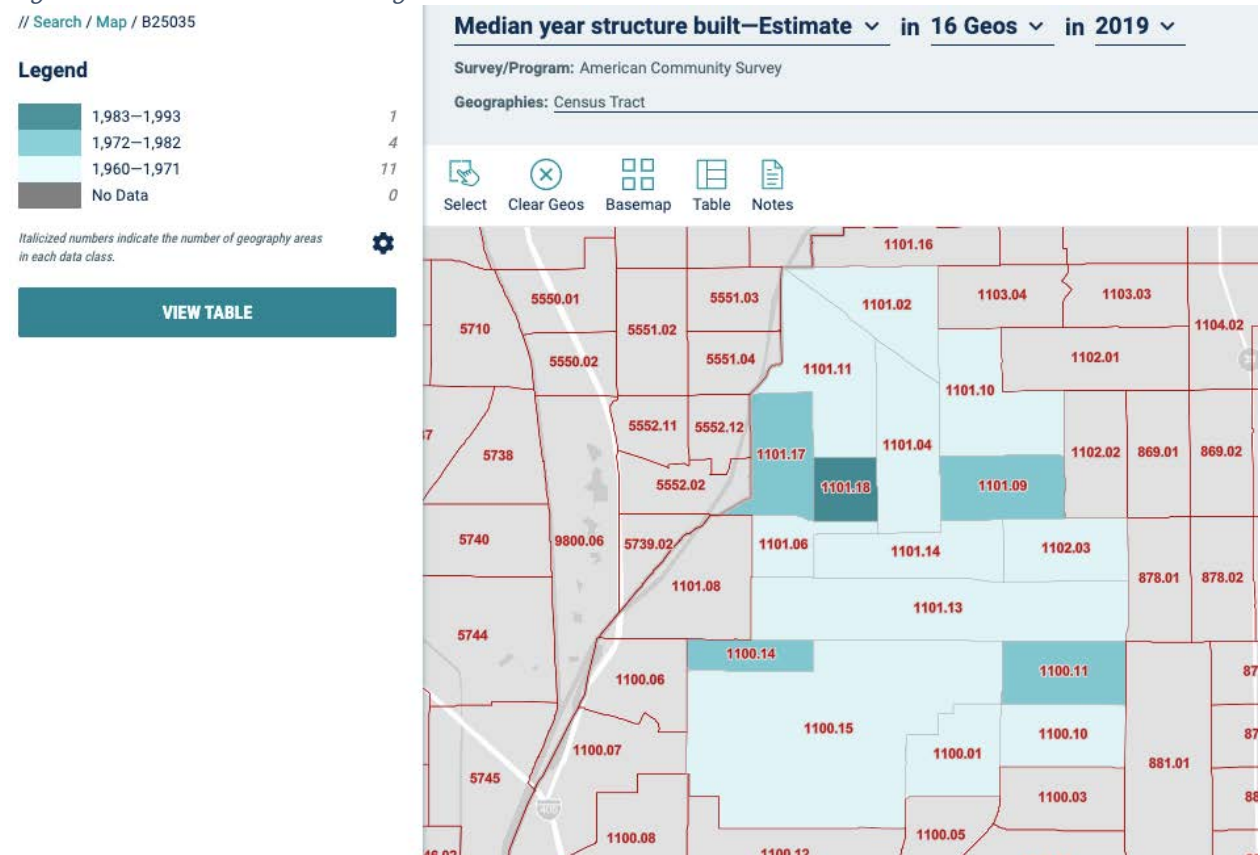 // Search / Map / B25035
Legend
1,983—1,993 1
1,972—1,982 4
1,960—1,971 11
No Data 0
Italicized numbers indicate the number of geography areas
in each data class.
VIEW TABLE
Median year structure built—Estimate in 16 Geos in 2019
Survey/Program: American Community Survey
Geographies: Census Tract
Select Clear Geos Basemap Table Notes
1101.16
5550.01 5551.03 1101.02 1103.04 1103.03
5710 5551.02 1104.02
5550.02 5551.04 1101.11 1102.01
1101.10
5552.11 5552.12
5738 1101.17 1101.04 1102.02 869.01 869.02
5552.02 1101.18 1101.09
5740 9800.06 5739.02 1101.06 1101.14 1102.03
1101.08 878.01 878.02
1101.13
5744
1100.14
1100.06 1100.11 87
1100.15 1100.10 87
1100.07 1100.01
5745 881.01
1100.03 88
1100.08 1100.05
1100.12